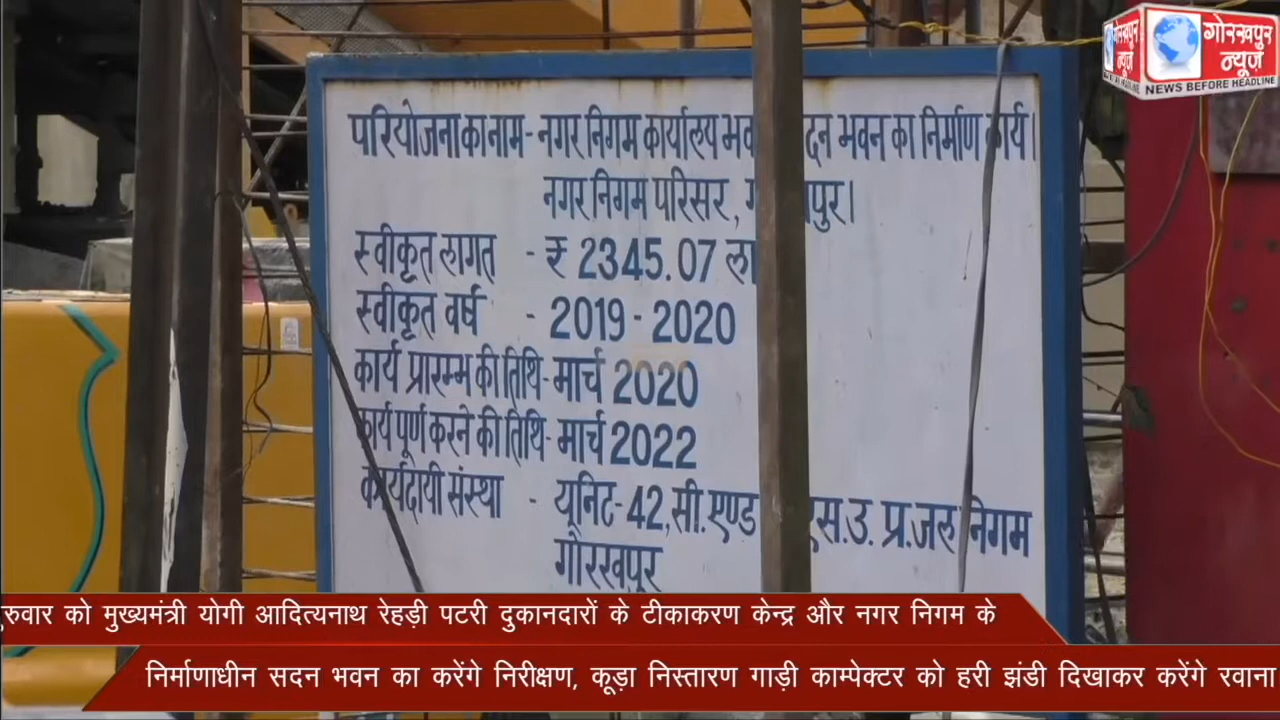 गोरखपुर
न्यूज़
गोरखपुर
न्यूज़
NEWS BEFORE HEADLINE
परियोजना का नाम- नगर निगम कार्यालय भवन का निर्माण कार्य।
नगर निगम परिसर,
स्वीकृत लागत - ₹ 2345.07
स्वीकृत वर्ष - 2019-2020
कार्य प्रारम्भ की तिथि- मार्च 2020
कार्य पूर्ण करने की तिथि- मार्च 2022
कार्यदायी संस्था - यूनिट-42, सी.एण्ड उ. प्र. जल निगम
गोरखपुर
को मुख्यमंत्री योगी आदित्यनाथ रेहड़ी पटरी दुकानदारों के टीकाकरण केन्द्र और नगर निगम के
निर्माणाधीन सदन भवन का करेंगे निरीक्षण, कूड़ा निस्तारण गाड़ी काम्पेक्टर को हरी झंडी दिखाकर करेंगे रवाना